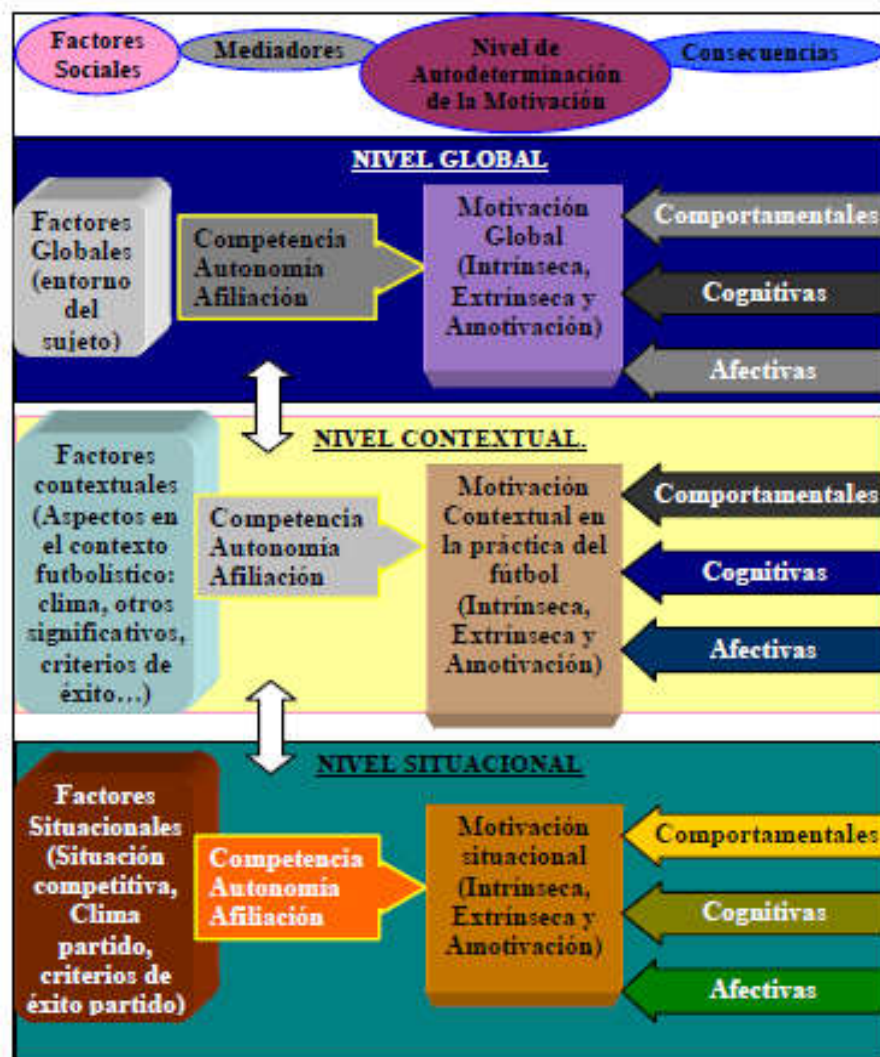 Factores
Sociales
Mediadores
Nivel de
Autodeterminación
de la Motivación
Consecuencias
NIVEL GLOBAL
Factores
Globales
(entorno
del
sujeto)
Competencia
Autonomía
Afiliación
Motivación
Global
(Intrínseca,
Extrínseca y
Amotivación)
Comportamentales
Cognitivas
Afectivas
NIVEL CONTEXTUAL.
Factores
contextuales
(Aspectos en
el contexto
futbolístico:
clima, otros
significativos,
criterios de
éxito...)
Competencia
Autonomía
Afiliación
Motivación
Contextual en
la práctica del
fútbol
(Intrínseca,
Extrínseca y
Amotivación)
Comportamentales
Cognitivas
Afectivas
NIVEL SITUACIONAL
Factores
Situacionales
(Situación
competitiva,
Clima
partido,
criterios de
éxito partido)
Competencia
Autonomía
Afiliación
Motivación
situacional
(Intrínseca,
Extrínseca y
Amotivación)
Comportamentales
Cognitivas
Afectivas